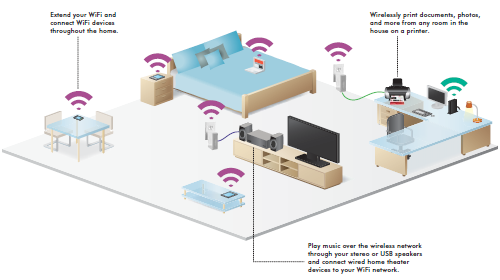 Extend your WiFi and
connect WiFi devices
throughout the home.
Wirelessly print documents, photos,
and more from any room in the
house on a printer.
Play music over the wireless network
through your stereo or USB speakers
and connect wired home theater
devices to your WiFi network.